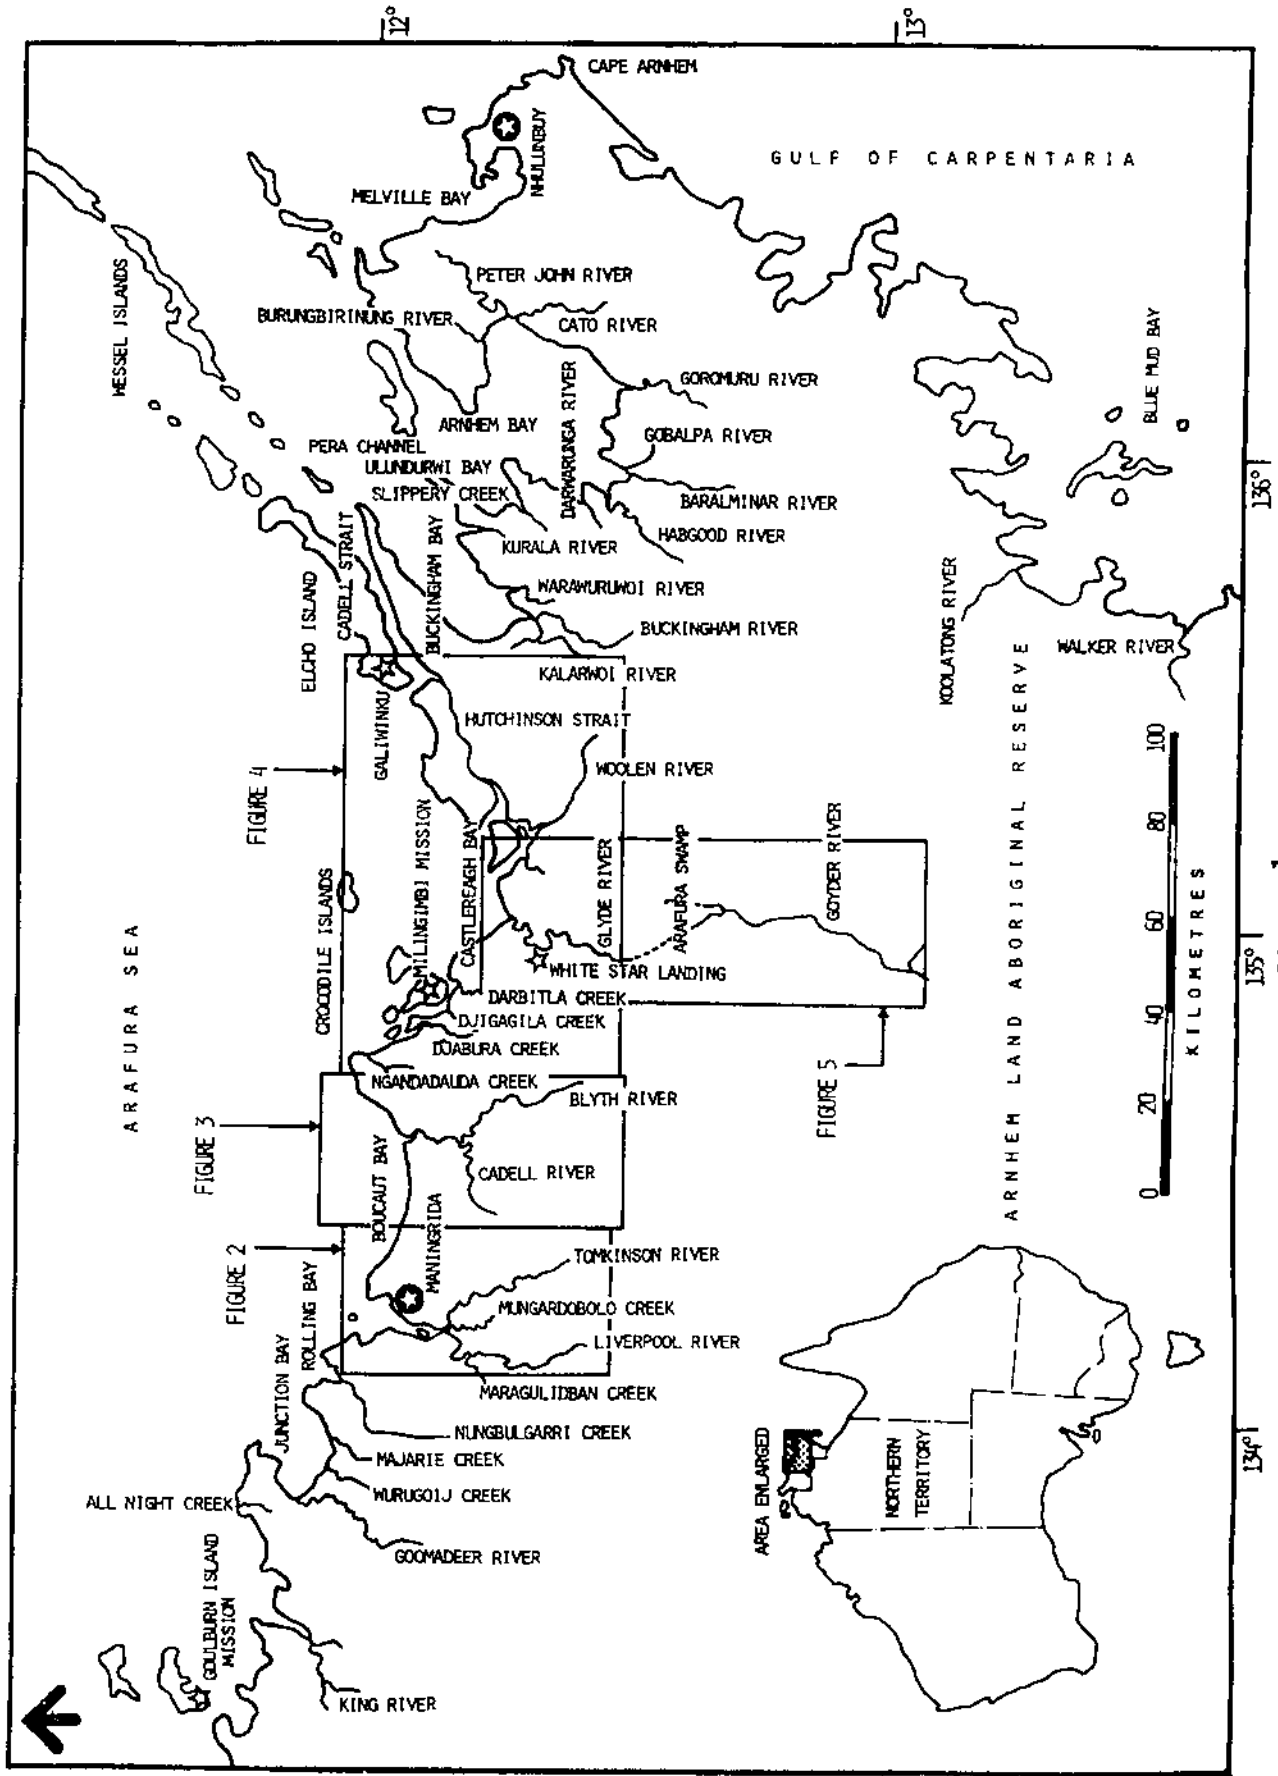 12°
13°
CAPE ARNHEM
NHULUNBUY
GULF OF CARPENTARIA
MELVILLE BAY
WESSEL ISLANDS
PETER JOHN RIVER
BURUNGBIRINUNG RIVER
CATO RIVER
GOROMURU RIVER
DARWARUNGA RIVER
ARNHEM BAY
GOBALPA RIVER
BLUE MUD BAY
PERA CHANNEL
ULUNDURWI BAY
SLIPPERY CREEK
BARALMINAR RIVER
HABGOOD RIVER
KURALA RIVER
136°
CADELL STRAIT
ELCHO ISLAND
BUCKINGHAM BAY
WARAWURUWOI RIVER
BUCKINGHAM RIVER
KOOLATONG RIVER
WALKER RIVER
KALARWOI RIVER
GALIWINKU
HUTCHINSON STRAIT
FIGURE 4
WOOLEN RIVER
MILINGIMBI MISSION
CASTLEREAGH BAY
CROCODILE ISLANDS
GLYDE RIVER
ARAFURA SWAMP
GOYDER RIVER
ARNHEM LAND ABORIGINAL RESERVE
ARAFURA SEA
WHITE STAR LANDING
DARBITLA CREEK
DJIGAGILA CREEK
DJABURA CREEK
NGANDADAUDA CREEK
BLYTH RIVER
FIGURE 5
0 20 40 60 80 100
KILOMETRES
135°
FIGURE 3
BOUCAUT BAY
CADELL RIVER
MANINGRIDA
FIGURE 2
ROLLING BAY
TOMKINSON RIVER
MUNGARDOBOLO CREEK
LIVERPOOL RIVER
MARAGULIDBAN CREEK
JUNCTION BAY
NUNGBULGARRI CREEK
MAJARIE CREEK
WURUGOIJ CREEK
ALL NIGHT CREEK
GOOMADEER RIVER
GOULBURN ISLAND
MISSION
KING RIVER
AREA ENLARGED
NORTHERN
TERRITORY
134°